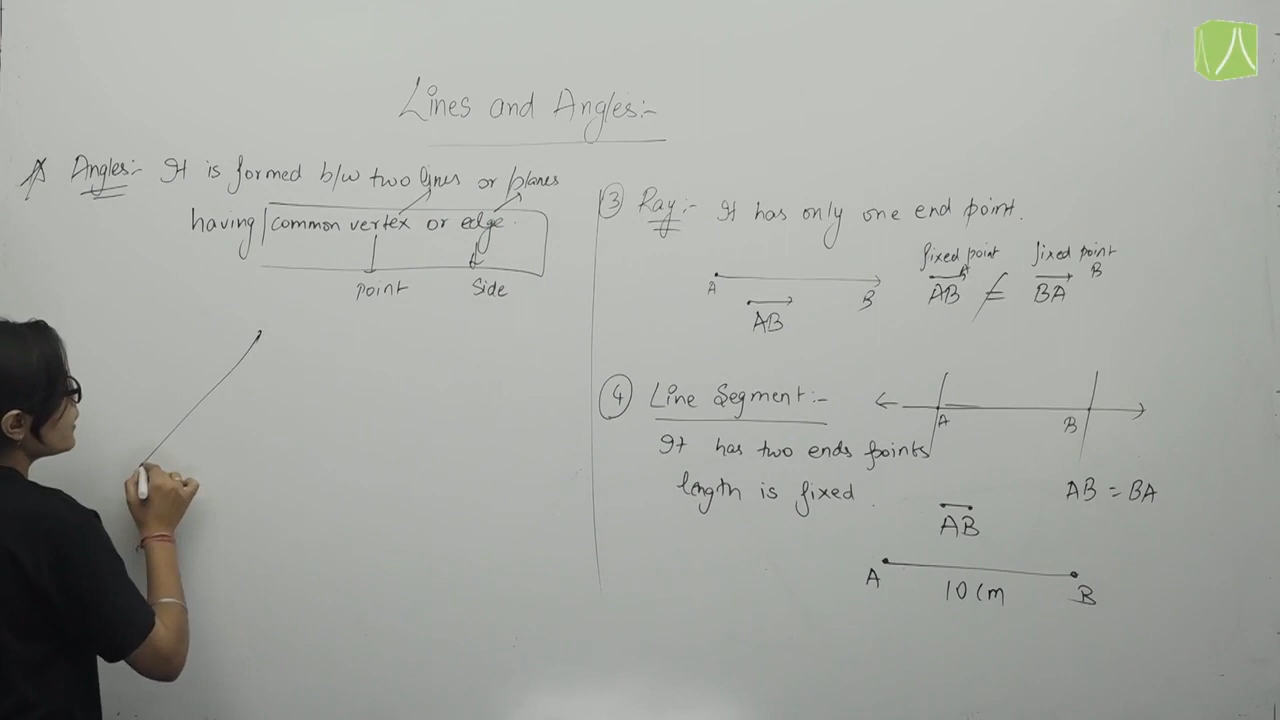 Lines and Angles:-
Angles:- It is formed b/w two lines or planes
having common vertex or edge.
point side
③ Ray:- It has only one end point.
fixed point fixed point
A B
AB ≠ BA
A B
AB
④ Line Segment:-
A B
It has two ends points
length is fixed.
AB = BA
AB
A B
10 cm